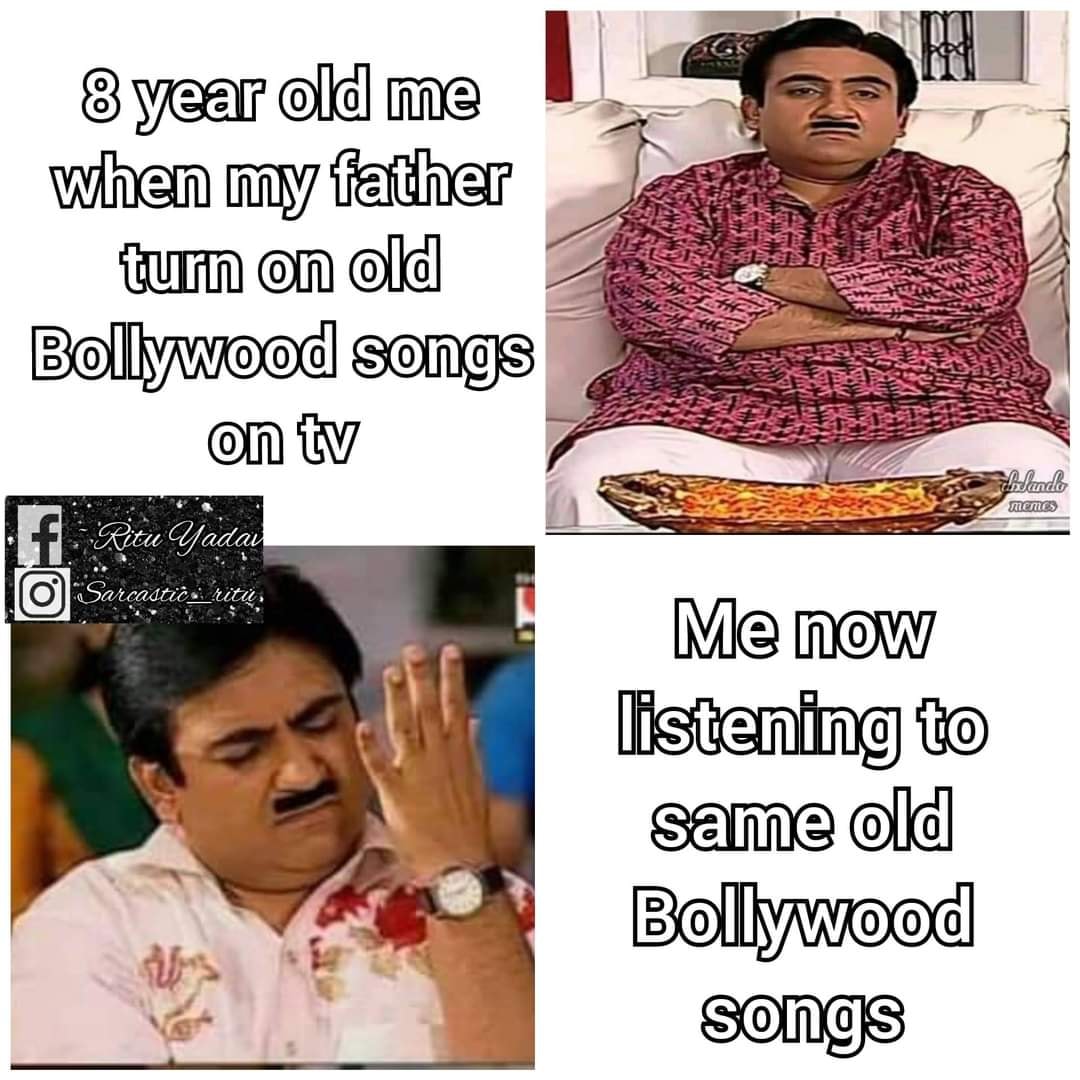 8 year old me
when my father
turn on old
Bollywood songs
on tv
memes
f ~ Ritu Yadav
Sarcastic__ritu
Me now
listening to
same old
Bollywood
songs